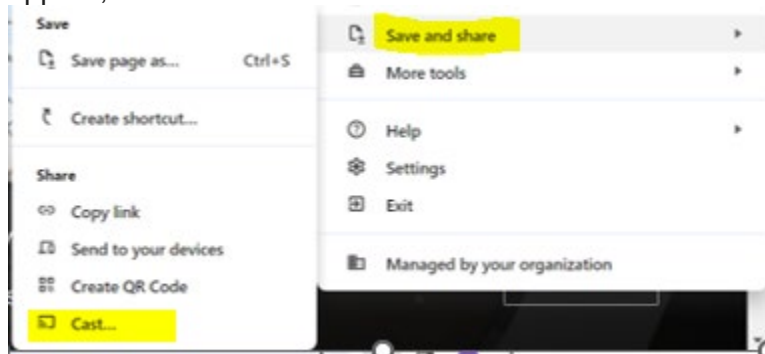 Save
Save page as... Ctrl+S
Create shortcut...
Share
Copy link
Send to your devices
Create QR Code
Cast...
Save and share
More tools
Help
Settings
Exit
Managed by your organization